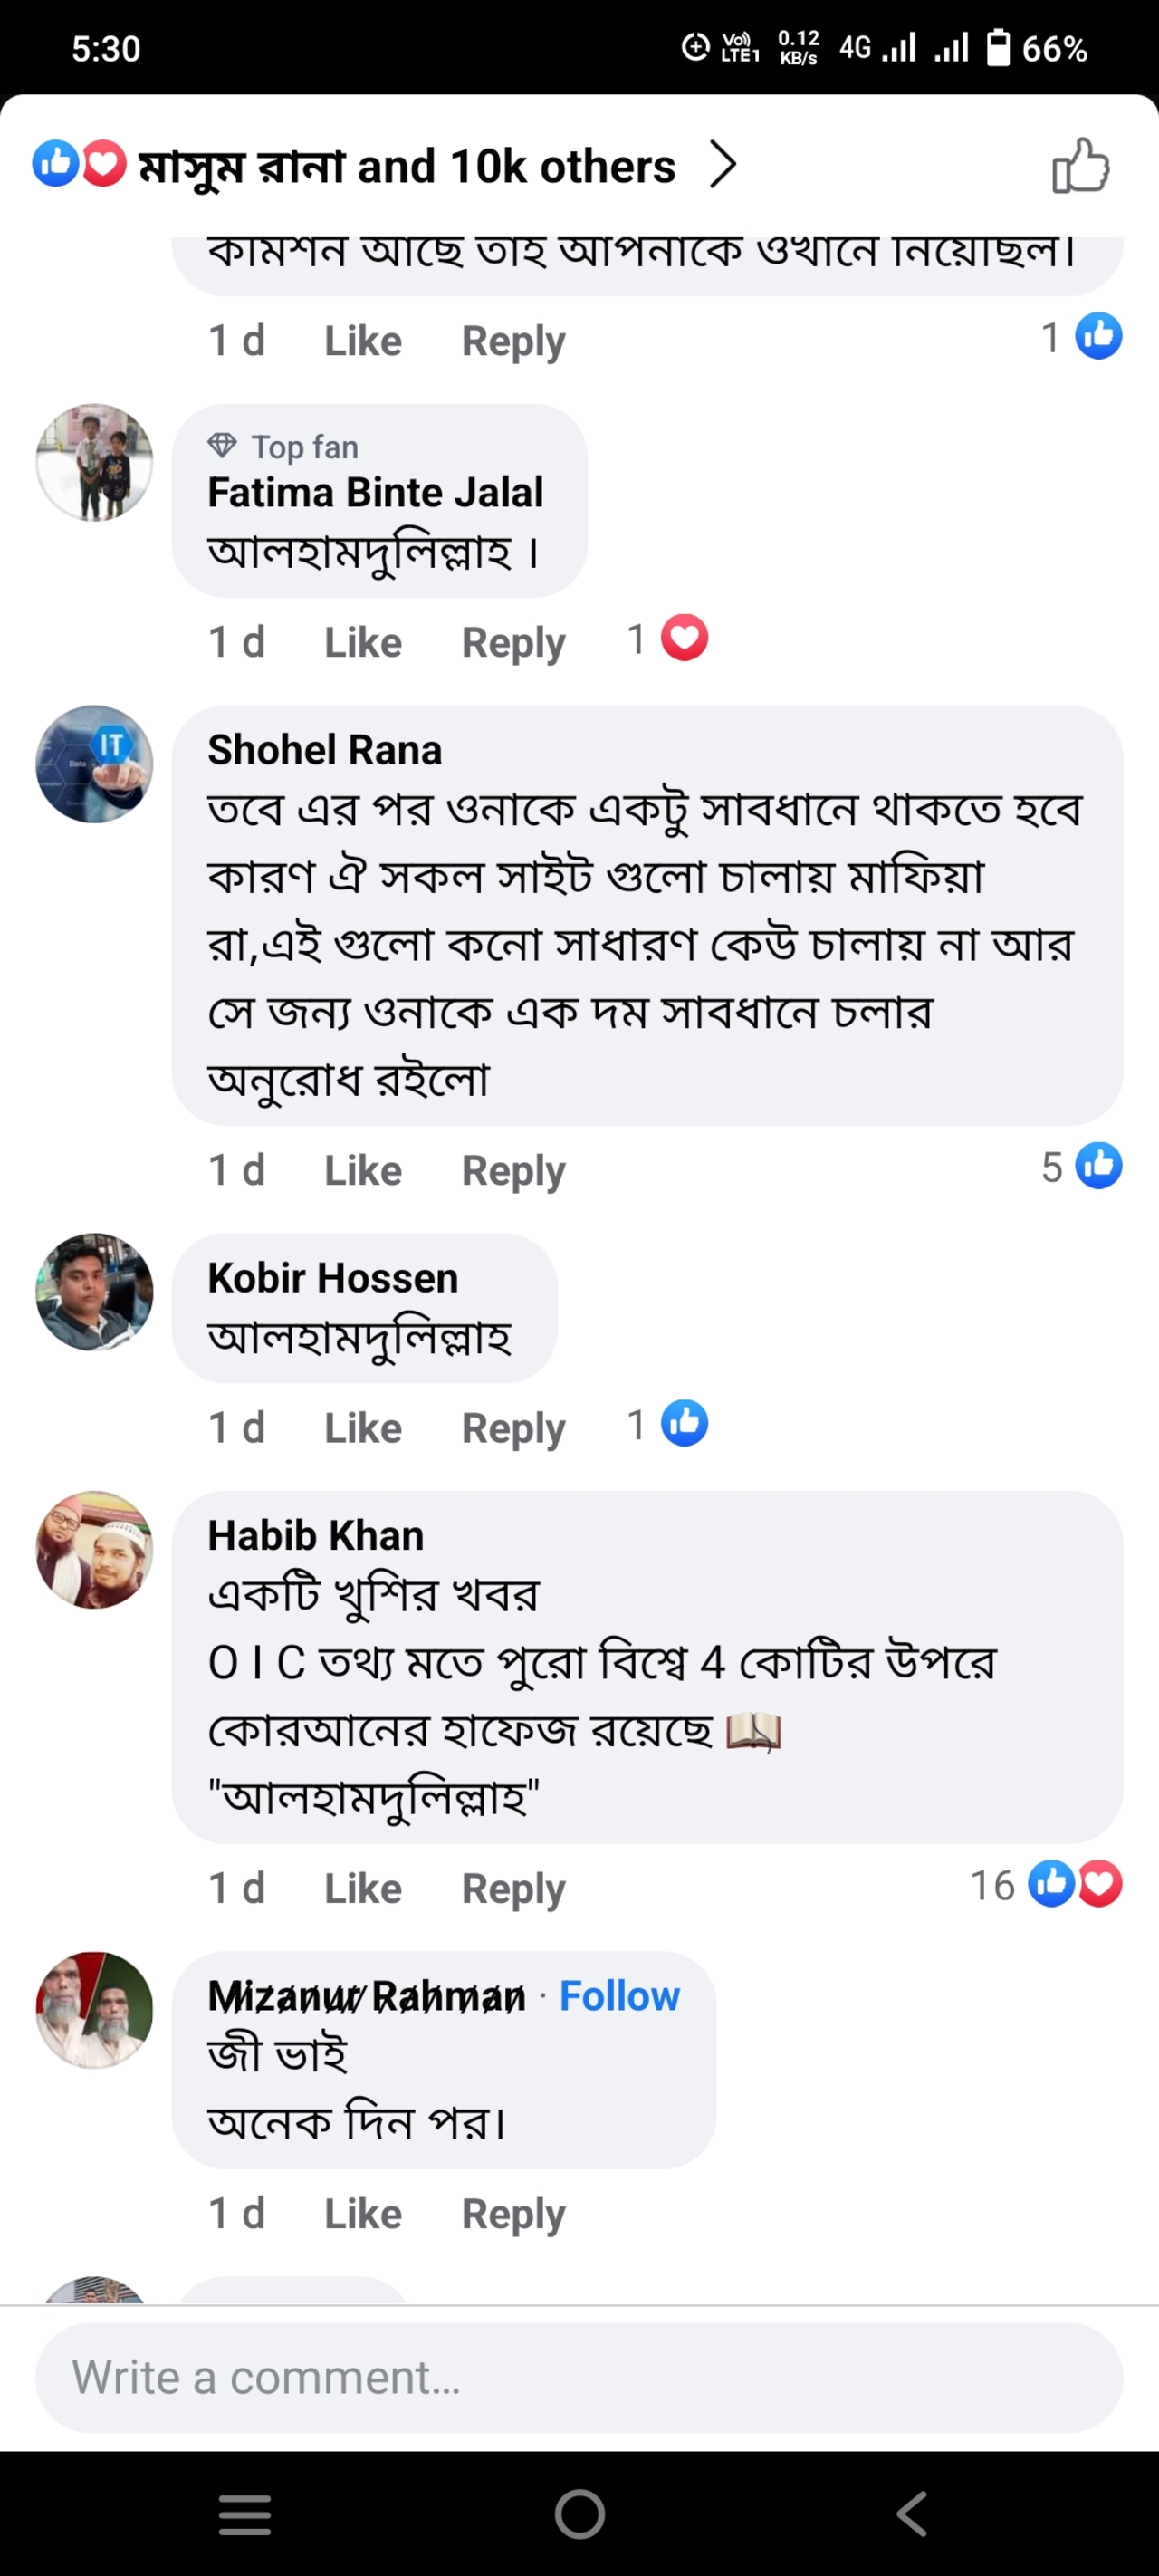 5:30
Vo)) LTE1 0.12 KB/s 4G 66%
মাসুম রানা and 10k others
কমিশন আছে তাই আপনাকে ওখানে নিয়েছিল।
1 d Like Reply 1
Top fan
Fatima Binte Jalal
আলহামদুলিল্লাহ ।
1 d Like Reply 1
IT
Data
Shohel Rana
তবে এর পর ওনাকে একটু সাবধানে থাকতে হবে
কারণ ঐ সকল সাইট গুলো চালায় মাফিয়া
রা,এই গুলো কনো সাধারণ কেউ চালায় না আর
সে জন্য ওনাকে এক দম সাবধানে চলার
অনুরোধ রইলো
1 d Like Reply 5
Kobir Hossen
আলহামদুলিল্লাহ
1 d Like Reply 1
Habib Khan
একটি খুশির খবর
O I C তথ্য মতে পুরো বিশ্বে 4 কোটির উপরে
কোরআনের হাফেজ রয়েছে 📖
"আলহামদুলিল্লাহ"
1 d Like Reply 16
M̷i̷z̷a̷n̷u̷r̷ R̷a̷h̷m̷a̷n̷ · Follow
জী ভাই
অনেক দিন পর।
1 d Like Reply
Write a comment...